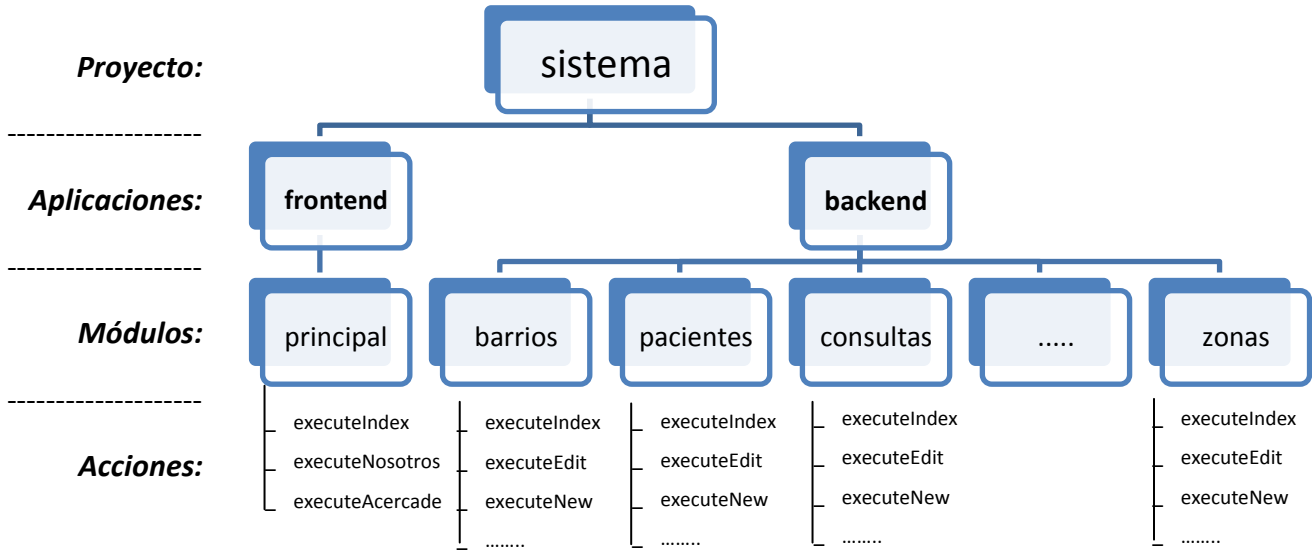 sistema
Proyecto:
--------------------
Aplicaciones:
frontend
backend
--------------------
Módulos:
principal
barrios
pacientes
consultas
.....
zonas
--------------------
Acciones:
executeIndex
executeNosotros
executeAcercade
executeIndex
executeEdit
executeNew
........
executeIndex
executeEdit
executeNew
........
executeIndex
executeEdit
executeNew
........
executeIndex
executeEdit
executeNew
........